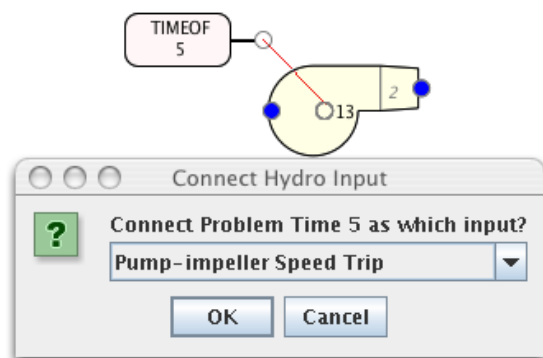 TIMEOF
5
2
13
Connect Hydro Input
?
Connect Problem Time 5 as which input?
Pump-impeller Speed Trip
OK Cancel